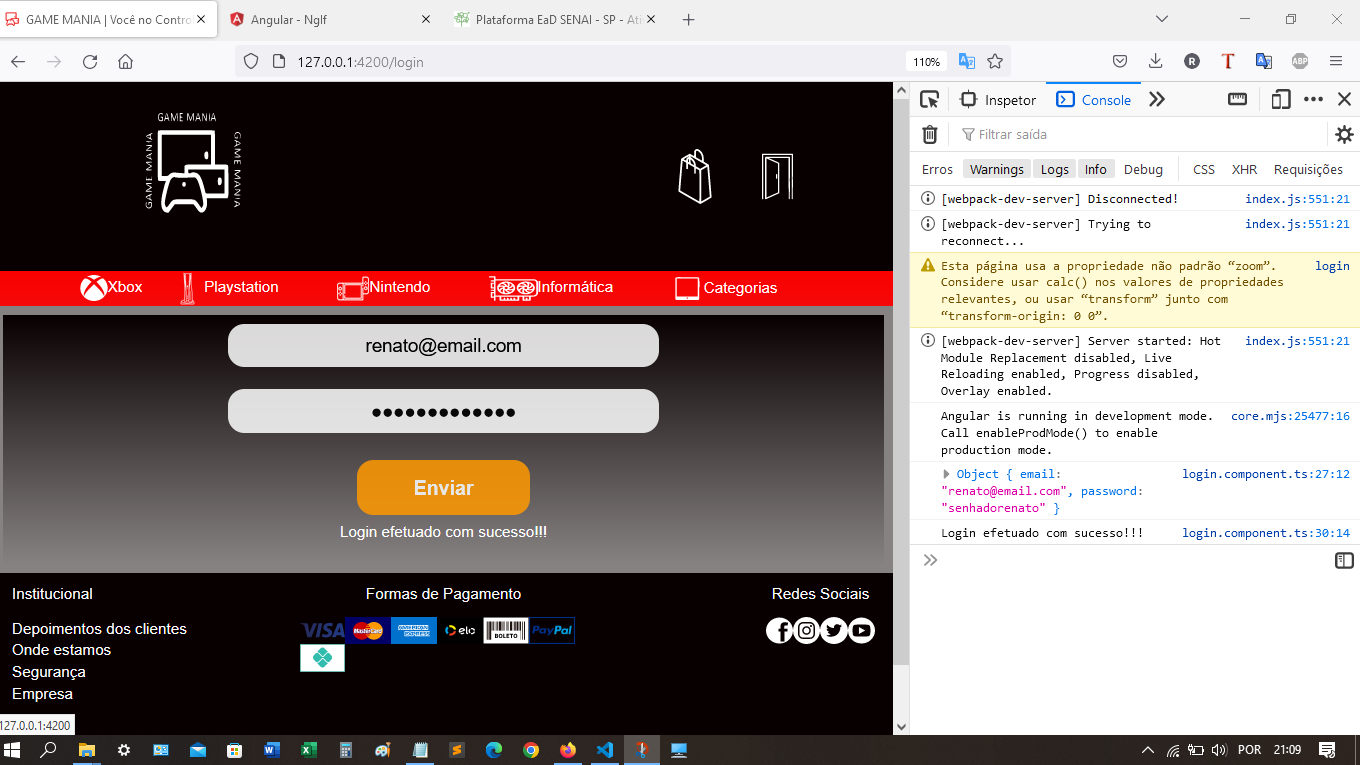 GAME MANIA | Você no Contro
Angular - NgIf
Plataforma EaD SENAI - SP - Ati
127.0.0.1:4200/login
110%
GAME MANIA
GAME MANIA
GAME MANIA
Xbox
Playstation
Nintendo
Informática
Categorias
renato@email.com
●●●●●●●●●●●●●
Enviar
Login efetuado com sucesso!!!
Institucional
Depoimentos dos clientes
Onde estamos
Segurança
Empresa
Formas de Pagamento
VISA
MasterCard
AMERICAN EXPRESS
elo
BOLETO
PayPal
Redes Sociais
127.0.0.1:4200
Inspetor
Console
Filtrar saída
Erros
Warnings
Logs
Info
Debug
CSS
XHR
Requisições
[webpack-dev-server] Disconnected! index.js:551:21
[webpack-dev-server] Trying to index.js:551:21
reconnect...
Esta página usa a propriedade não padrão “zoom”. login
Considere usar calc() nos valores de propriedades
relevantes, ou usar “transform” junto com
“transform-origin: 0 0”.
[webpack-dev-server] Server started: Hot index.js:551:21
Module Replacement disabled, Live
Reloading enabled, Progress disabled,
Overlay enabled.
Angular is running in development mode. core.mjs:25477:16
Call enableProdMode() to enable
production mode.
Object { email: login.component.ts:27:12
"renato@email.com", password:
"senhadorenato" }
Login efetuado com sucesso!!! login.component.ts:30:14
POR
21:09